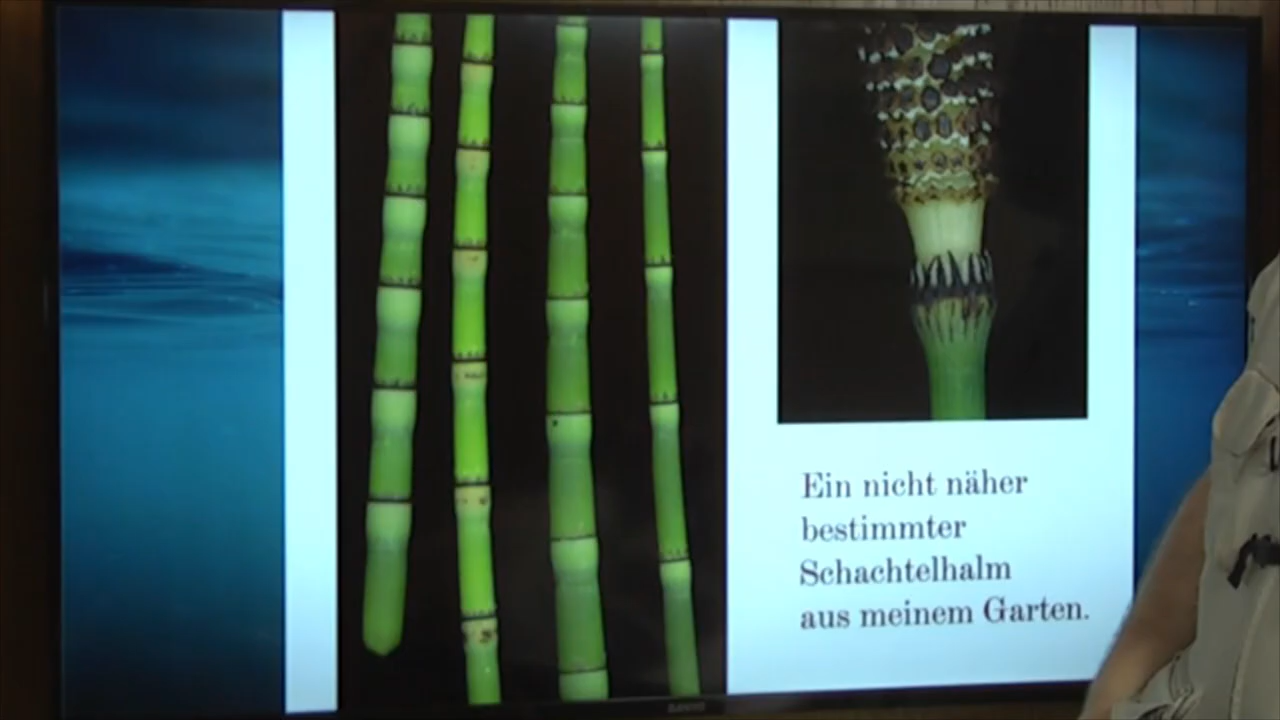 Ein nicht näher
bestimmter
Schachtelhalm
aus meinem Garten.